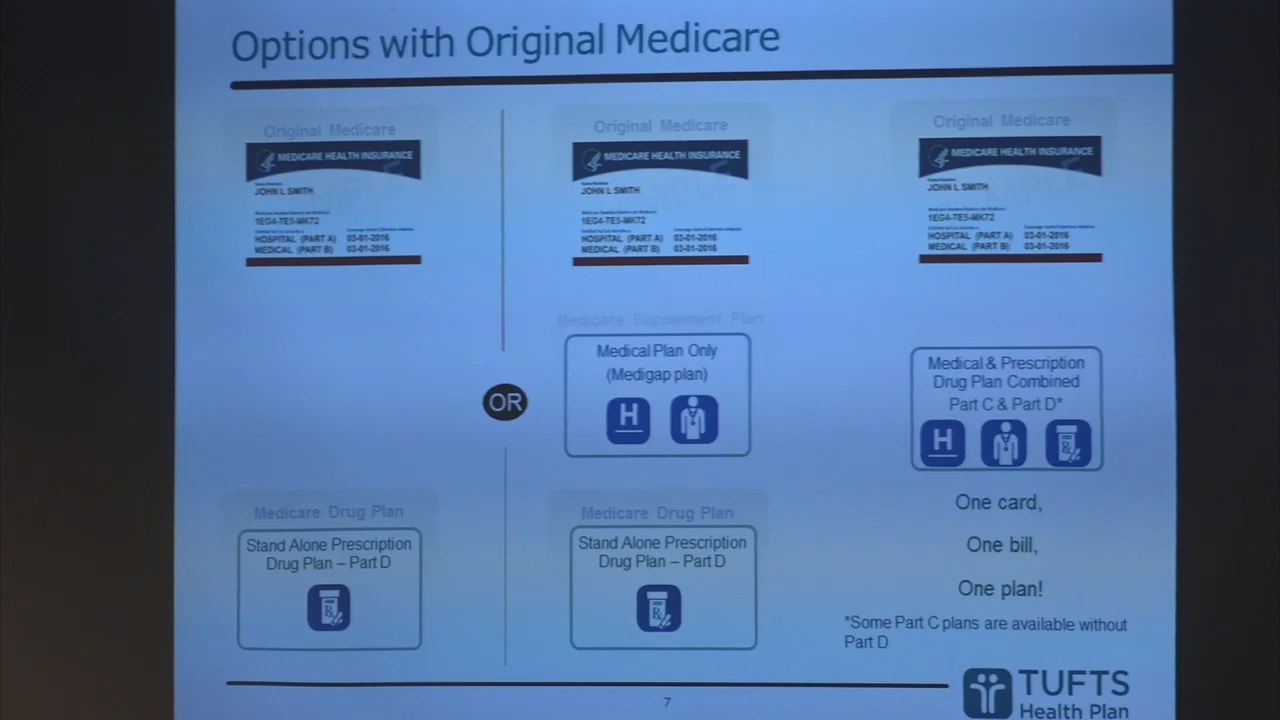 Options with Original Medicare
Original Medicare
MEDICARE HEALTH INSURANCE
JOHN L SMITH
1EG4-TE5-MK72
HOSPITAL (PART A) 03-01-2016
MEDICAL (PART B) 03-01-2016
Medicare Drug Plan
Stand Alone Prescription
Drug Plan – Part D
OR
Original Medicare
MEDICARE HEALTH INSURANCE
JOHN L SMITH
1EG4-TE5-MK72
HOSPITAL (PART A) 03-01-2016
MEDICAL (PART B) 03-01-2016
Medicare Supplement Plan
Medical Plan Only
(Medigap plan)
H
Medicare Drug Plan
Stand Alone Prescription
Drug Plan – Part D
Original Medicare
MEDICARE HEALTH INSURANCE
JOHN L SMITH
1EG4-TE5-MK72
HOSPITAL (PART A) 03-01-2016
MEDICAL (PART B) 03-01-2016
Medical & Prescription
Drug Plan Combined
Part C & Part D*
H
One card,
One bill,
One plan!
*Some Part C plans are available without
Part D
7
TUFTS
Health Plan